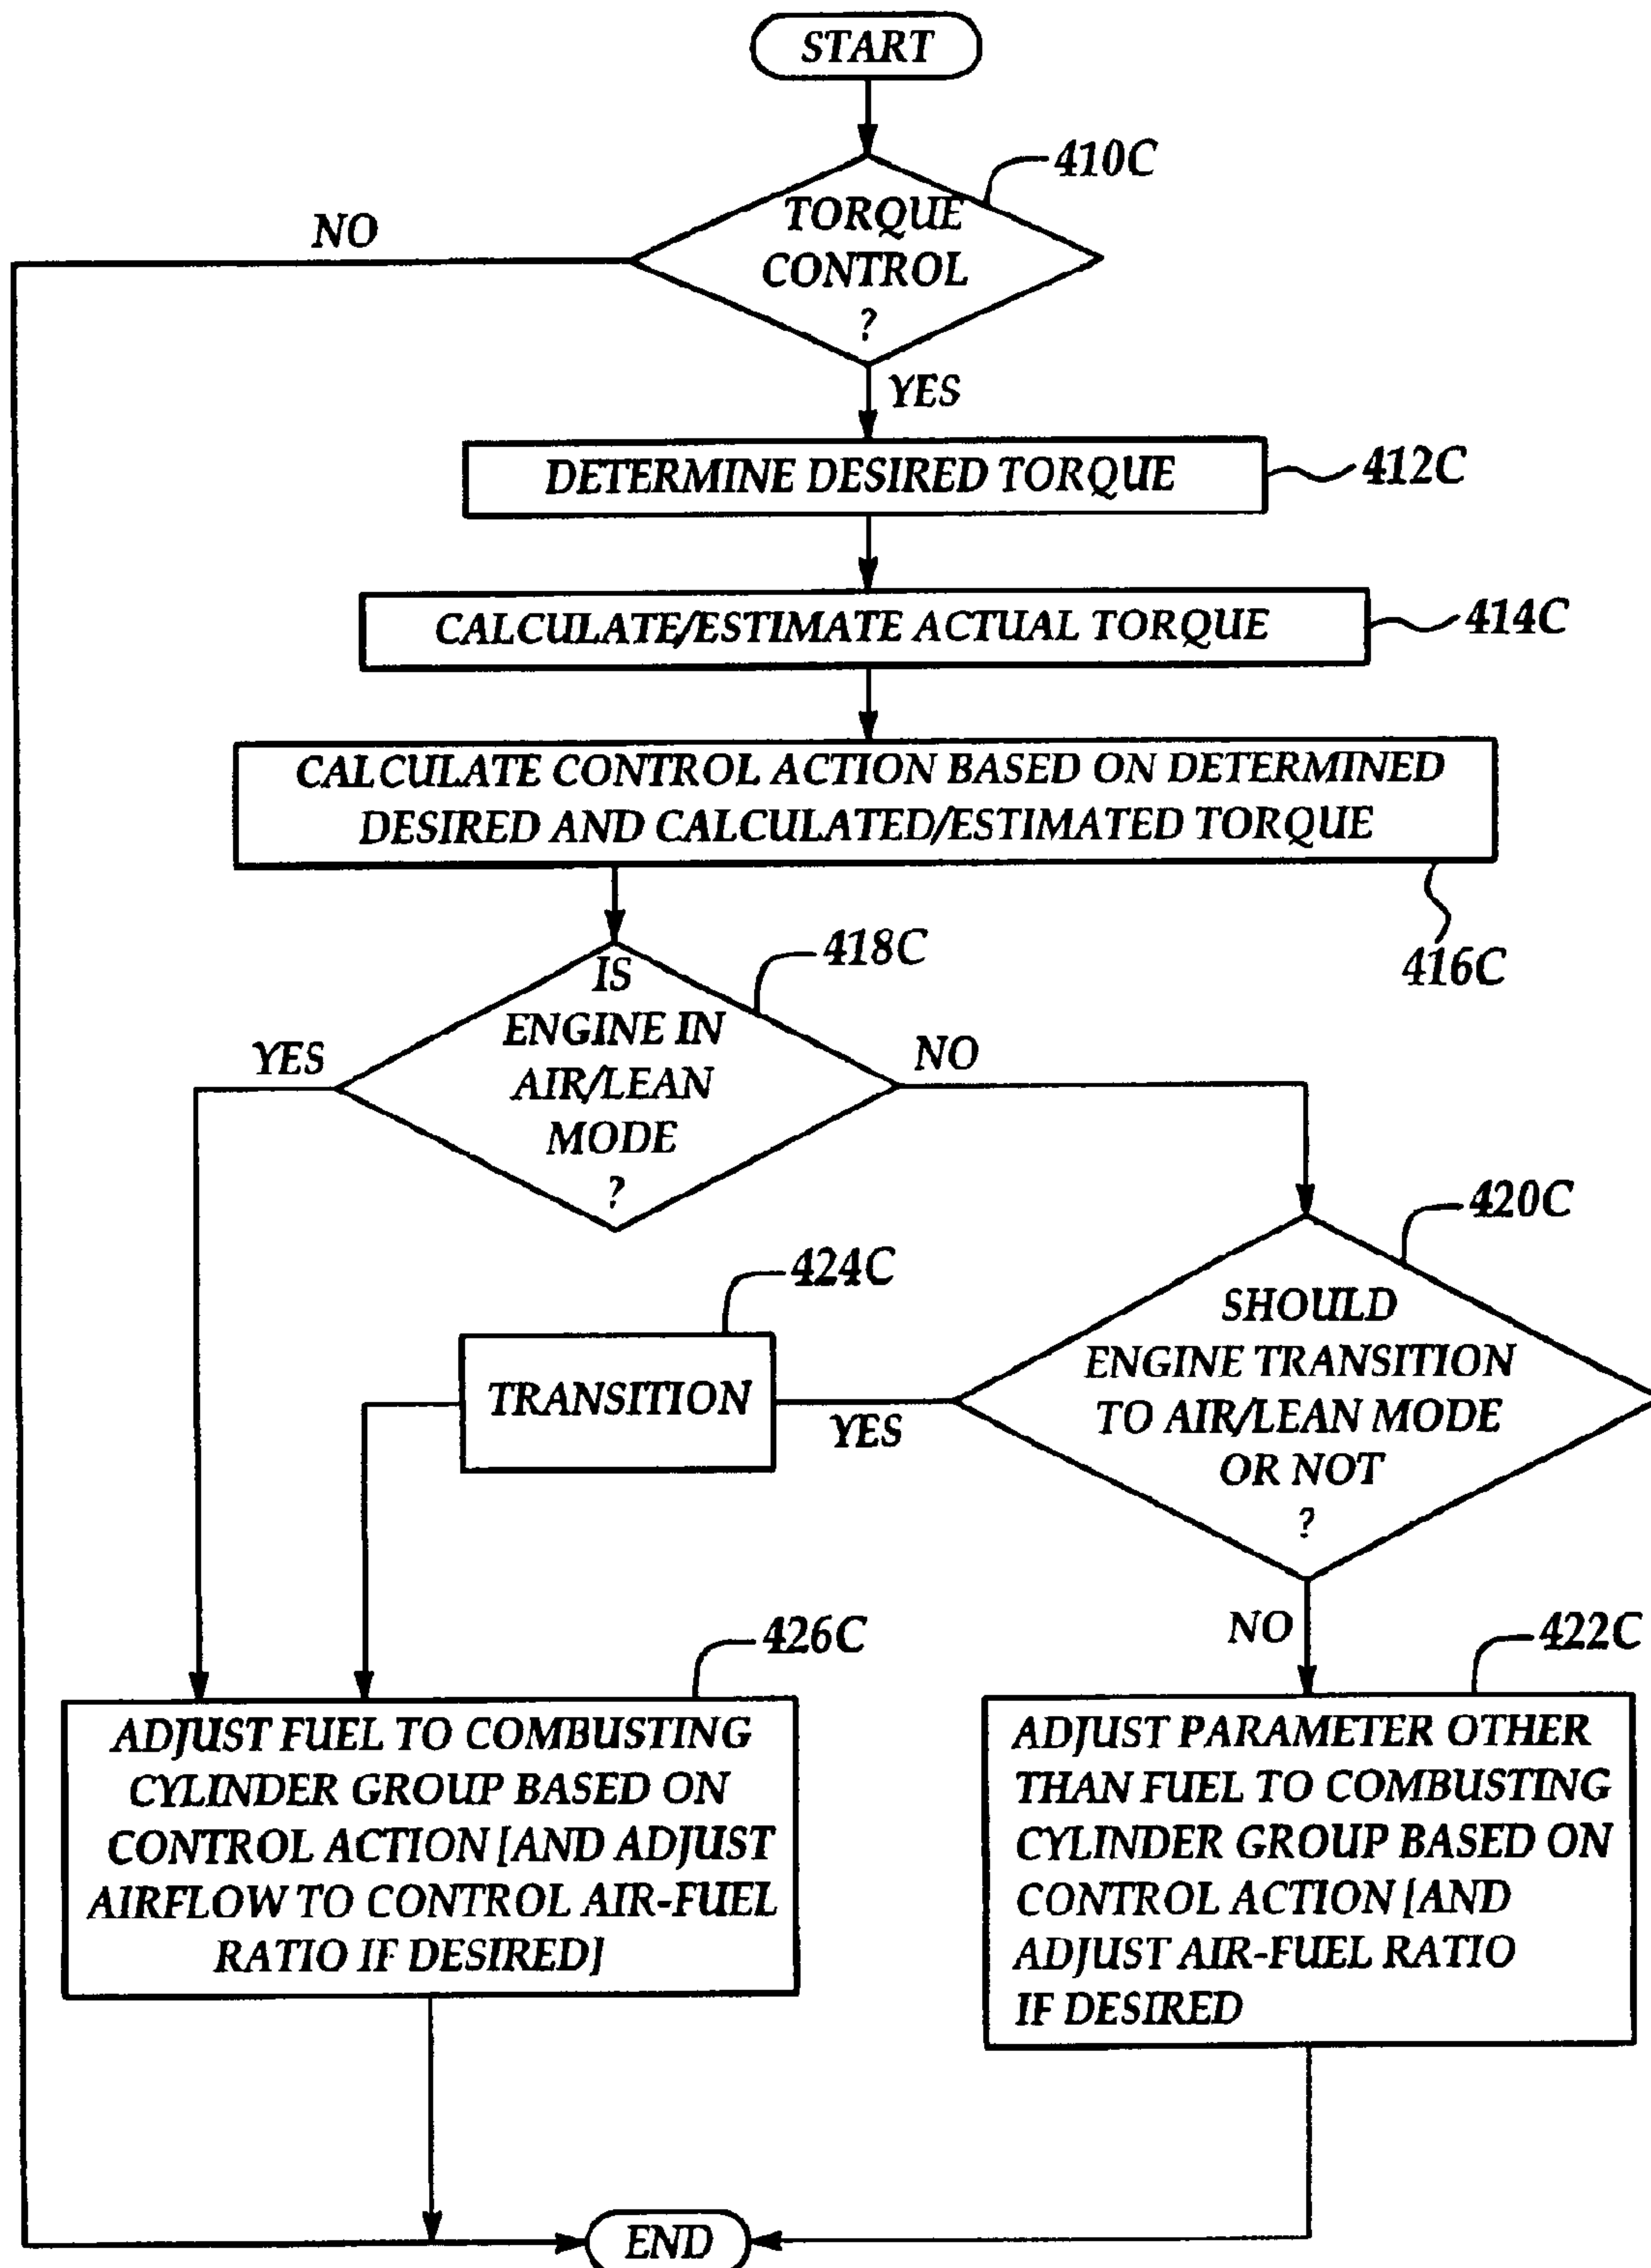 START
410C
TORQUE
CONTROL
?
NO
YES
DETERMINE DESIRED TORQUE
412C
CALCULATE/ESTIMATE ACTUAL TORQUE
414C
CALCULATE CONTROL ACTION BASED ON DETERMINED
DESIRED AND CALCULATED/ESTIMATED TORQUE
416C
418C
IS
ENGINE IN
AIR/LEAN
MODE
?
YES
NO
420C
SHOULD
ENGINE TRANSITION
TO AIR/LEAN MODE
OR NOT
?
424C
TRANSITION
YES
NO
426C
ADJUST FUEL TO COMBUSTING
CYLINDER GROUP BASED ON
CONTROL ACTION [AND ADJUST
AIRFLOW TO CONTROL AIR-FUEL
RATIO IF DESIRED]
422C
ADJUST PARAMETER OTHER
THAN FUEL TO COMBUSTING
CYLINDER GROUP BASED ON
CONTROL ACTION [AND
ADJUST AIR-FUEL RATIO
IF DESIRED
END